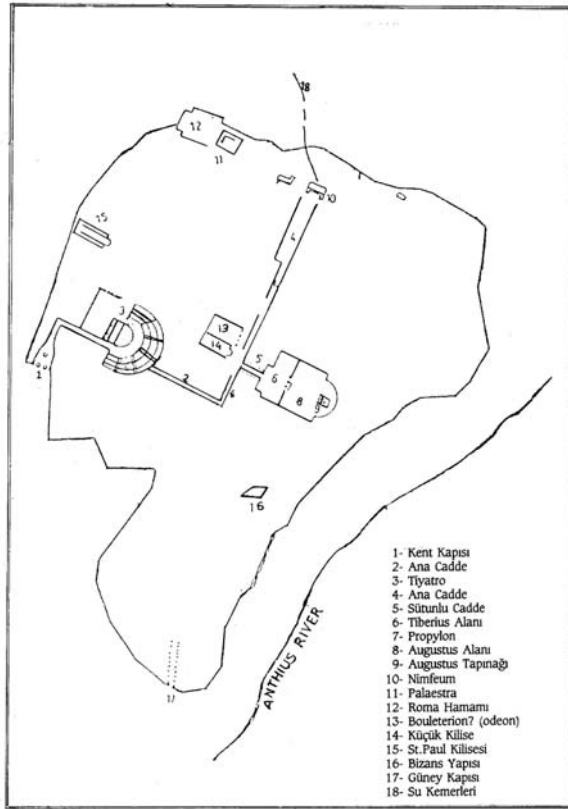 18
12
11
10
4
15
3
13
14
5
6
1
2
8
9
16
17
ANTHIUS RIVER
1- Kent Kapısı
2- Ana Cadde
3- Tiyatro
4- Ana Cadde
5- Sütunlu Cadde
6- Tiberius Alanı
7- Propylon
8- Augustus Alanı
9- Augustus Tapınağı
10- Nimfeum
11- Palaestra
12- Roma Hamamı
13- Bouleterion? (odeon)
14- Küçük Kilise
15- St.Paul Kilisesi
16- Bizans Yapısı
17- Güney Kapısı
18- Su Kemerleri